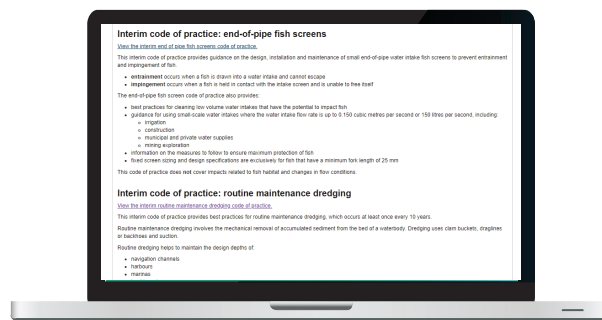 Interim code of practice: end-of-pipe fish screens
View the interim end of pipe fish screens code of practice.
This interim code of practice provides guidance on the design, installation and maintenance of small end-of-pipe water intake fish screens to prevent entrainment
and impingement of fish.
entrainment occurs when a fish is drawn into a water intake and cannot escape
impingement occurs when a fish is held in contact with the intake screen and is unable to free itself
The end-of-pipe fish screen code of practice also provides:
best practices for cleaning low volume water intakes that have the potential to impact fish
guidance for using small-scale water intakes where the water intake flow rate is up to 0.150 cubic metres per second or 150 litres per second, including:
irrigation
construction
municipal and private water supplies
mining exploration
information on the measures to follow to ensure maximum protection of fish
fixed screen sizing and design specifications are exclusively for fish that have a minimum fork length of 25 mm
This code of practice does not cover impacts related to fish habitat and changes in flow conditions.
Interim code of practice: routine maintenance dredging
View the interim routine maintenance dredging code of practice.
This interim code of practice provides best practices for routine maintenance dredging, which occurs at least once every 10 years.
Routine maintenance dredging involves the mechanical removal of accumulated sediment from the bed of a waterbody. Dredging uses clam buckets, draglines
or backhoes and suction.
Routine dredging helps to maintain the design depths of:
navigation channels
harbours
marinas